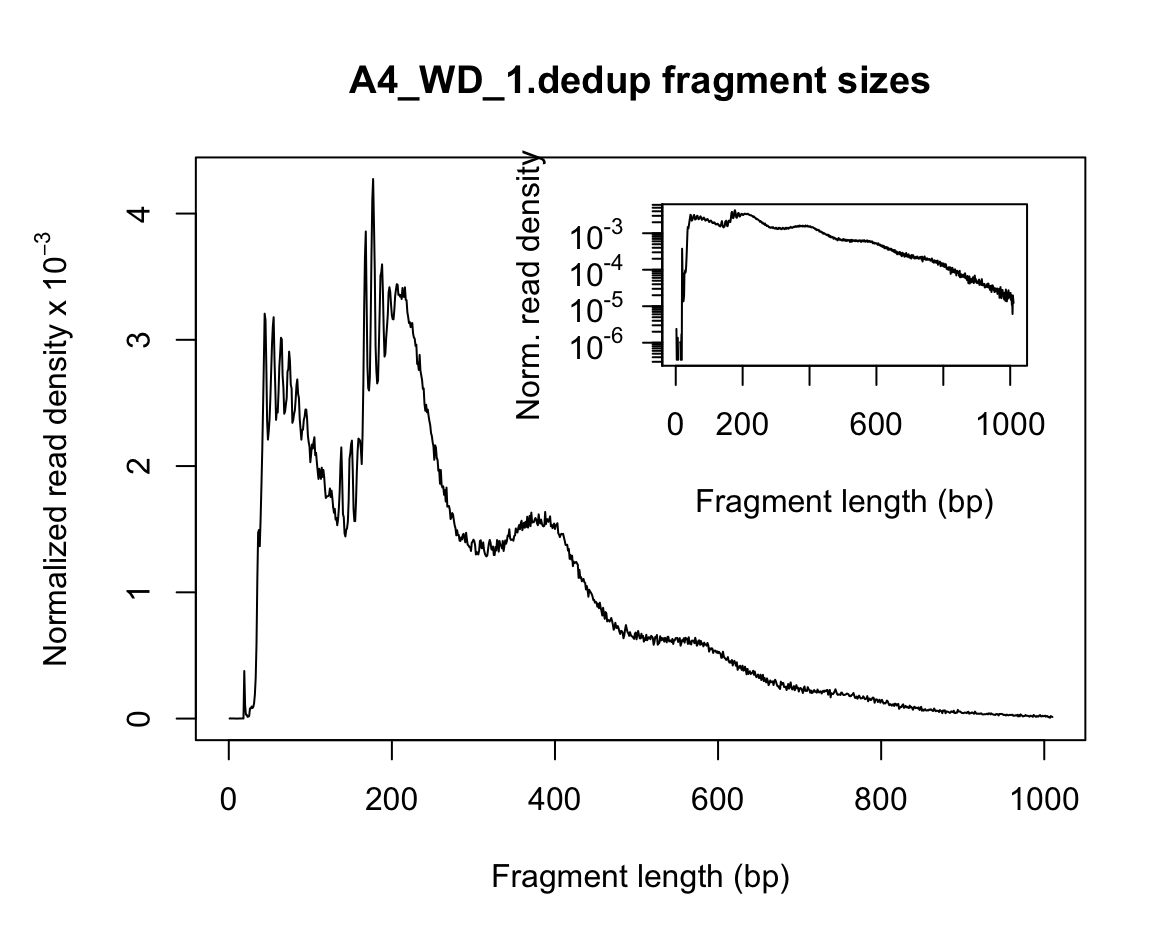 A4_WD_1.dedup fragment sizes
Normalized read density x 10⁻³
4
3
2
1
0
0 200 400 600 800 1000
Fragment length (bp)
Norm. read density
10⁻³
10⁻⁴
10⁻⁵
10⁻⁶
0 200 600 1000
Fragment length (bp)